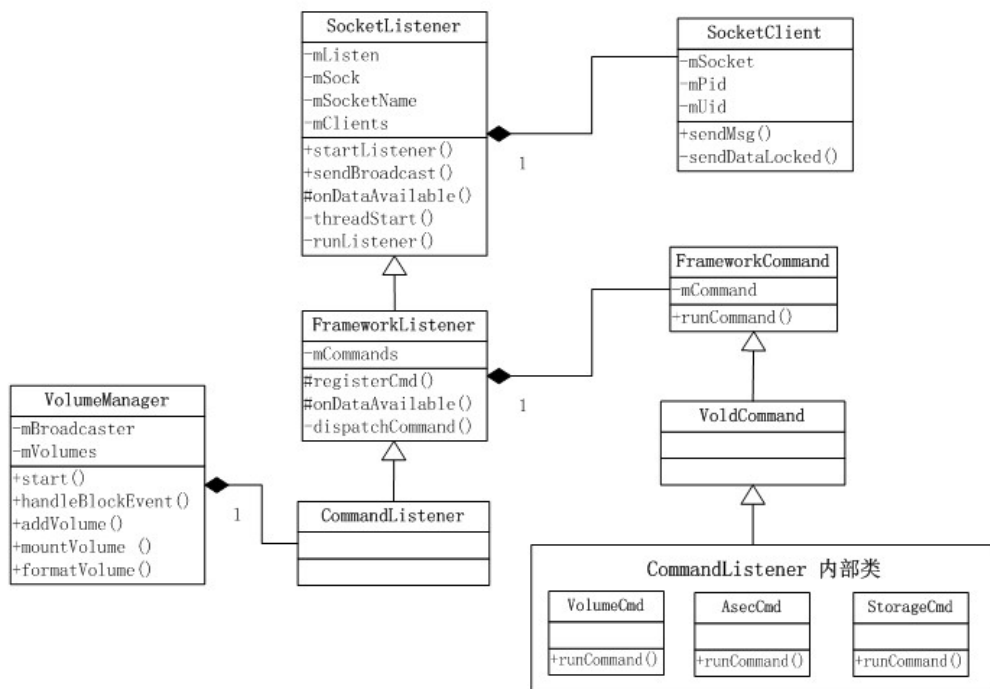 SocketListener
-mListen
-mSock
-mSocketName
-mClients
+startListener()
+sendBroadcast()
#onDataAvailable()
-threadStart()
-runListener()
SocketClient
-mSocket
-mPid
-mUid
+sendMsg()
-sendDataLocked()
1
FrameworkListener
-mCommands
#registerCmd()
#onDataAvailable()
-dispatchCommand()
FrameworkCommand
-mCommand
+runCommand()
1
VolumeManager
-mBroadcaster
-mVolumes
+start()
+handleBlockEvent()
+addVolume()
+mountVolume ()
+formatVolume()
1
CommandListener
VoldCommand
CommandListener 内部类
VolumeCmd
+runCommand()
AsecCmd
+runCommand()
StorageCmd
+runCommand()